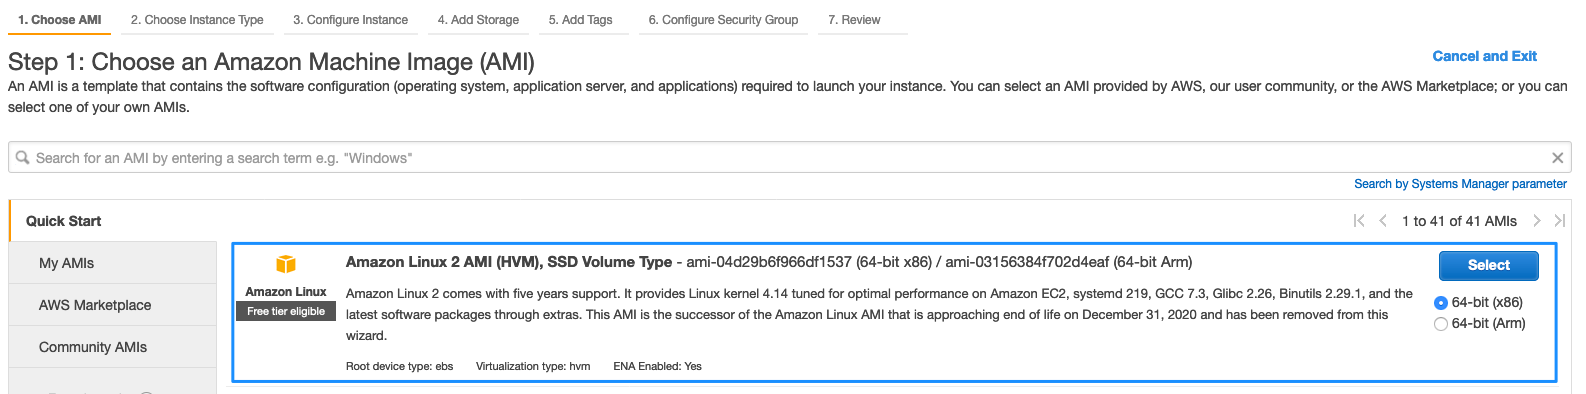 1. Choose AMI 2. Choose Instance Type 3. Configure Instance 4. Add Storage 5. Add Tags 6. Configure Security Group 7. Review
Step 1: Choose an Amazon Machine Image (AMI)
Cancel and Exit
An AMI is a template that contains the software configuration (operating system, application server, and applications) required to launch your instance. You can select an AMI provided by AWS, our user community, or the AWS Marketplace; or you can
select one of your own AMIs.
Search for an AMI by entering a search term e.g. "Windows"
Search by Systems Manager parameter
Quick Start
1 to 41 of 41 AMIs
My AMIs
AWS Marketplace
Community AMIs
Amazon Linux
Free tier eligible
Amazon Linux 2 AMI (HVM), SSD Volume Type - ami-04d29b6f966df1537 (64-bit x86) / ami-03156384f702d4eaf (64-bit Arm)
Amazon Linux 2 comes with five years support. It provides Linux kernel 4.14 tuned for optimal performance on Amazon EC2, systemd 219, GCC 7.3, Glibc 2.26, Binutils 2.29.1, and the
latest software packages through extras. This AMI is the successor of the Amazon Linux AMI that is approaching end of life on December 31, 2020 and has been removed from this
wizard.
Root device type: ebs Virtualization type: hvm ENA Enabled: Yes
Select
64-bit (x86)
64-bit (Arm)